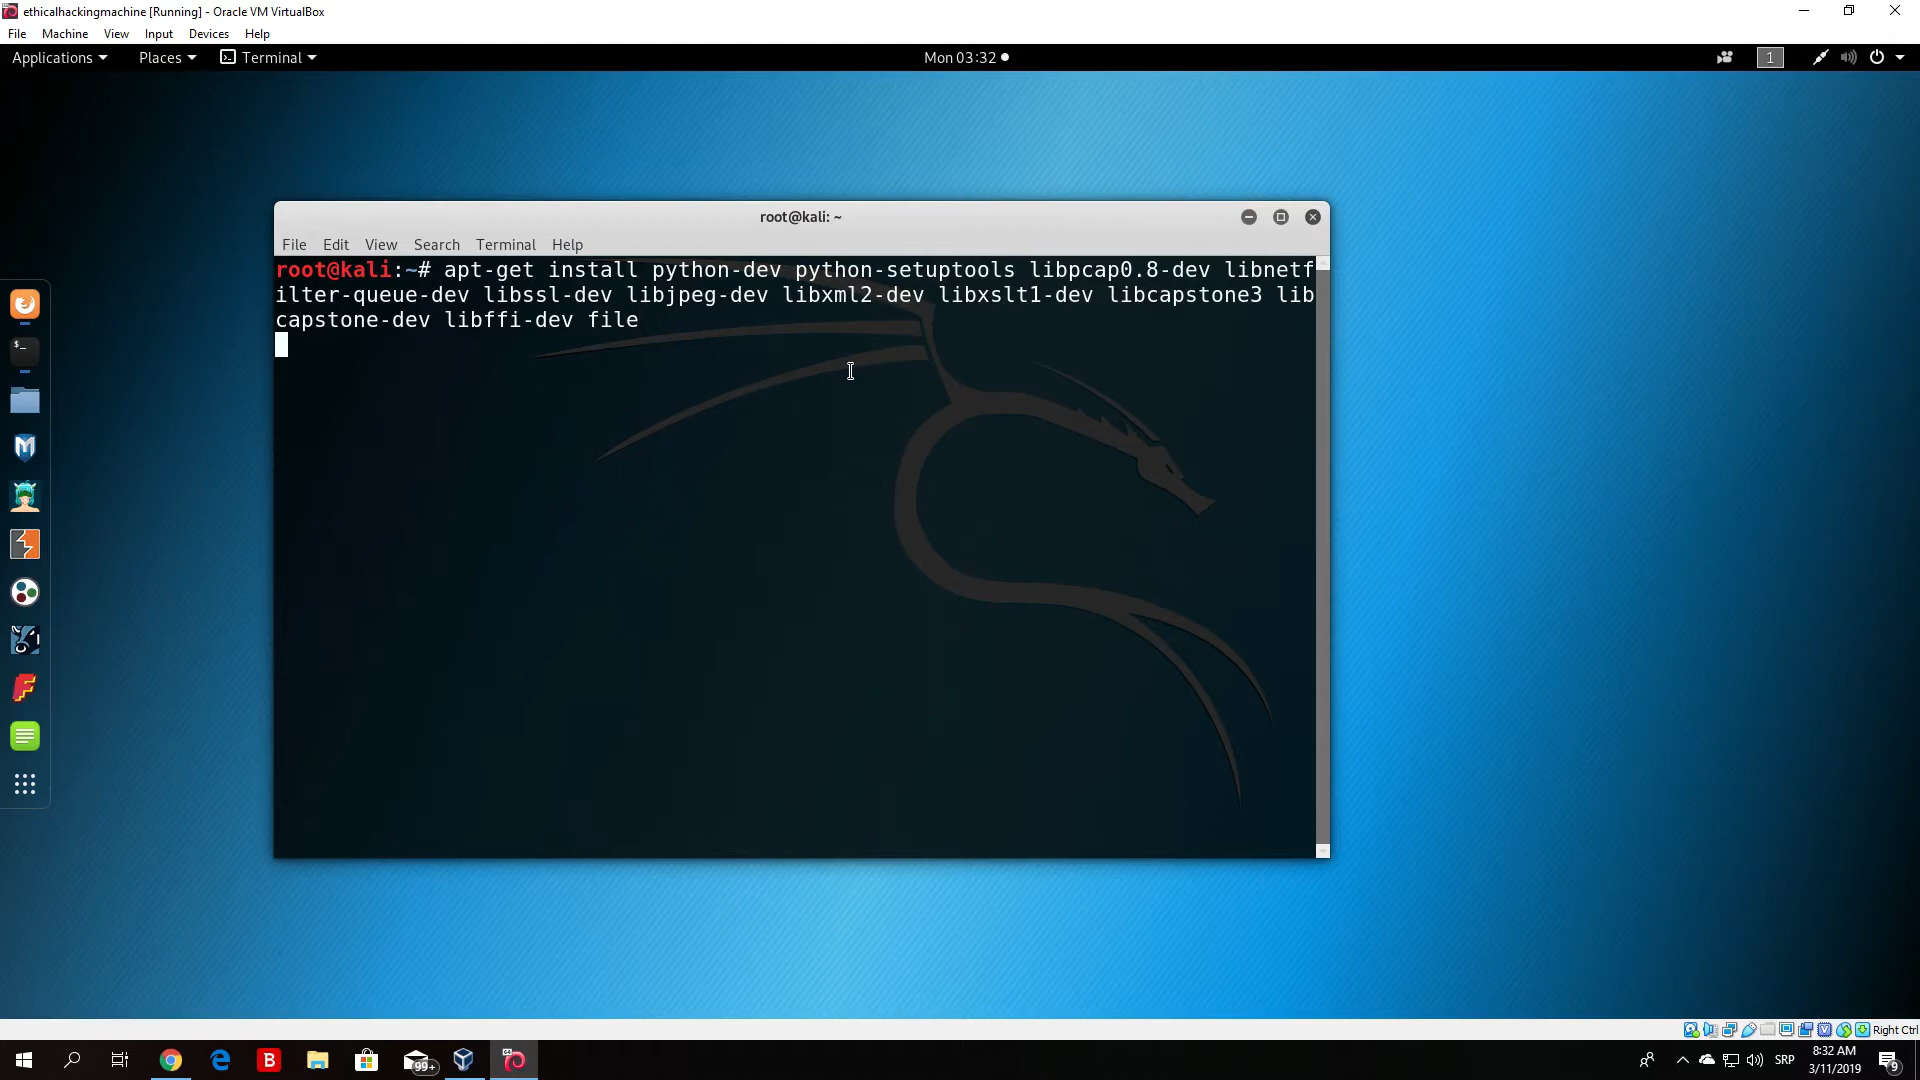 ethicalhackingmachine [Running] - Oracle VM VirtualBox
File Machine View Input Devices Help
Applications Places Terminal Mon 03:32 1
root@kali: ~
File Edit View Search Terminal Help
root@kali:~# apt-get install python-dev python-setuptools libpcap0.8-dev libnetf
ilter-queue-dev libssl-dev libjpeg-dev libxml2-dev libxslt1-dev libcapstone3 lib
capstone-dev libffi-dev file
$_
Right Ctrl
B 99+ SRP 8:32 AM
3/11/2019 9